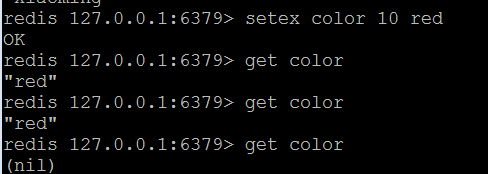 xiaoming
redis 127.0.0.1:6379> setex color 10 red
OK
redis 127.0.0.1:6379> get color
"red"
redis 127.0.0.1:6379> get color
"red"
redis 127.0.0.1:6379> get color
(nil)